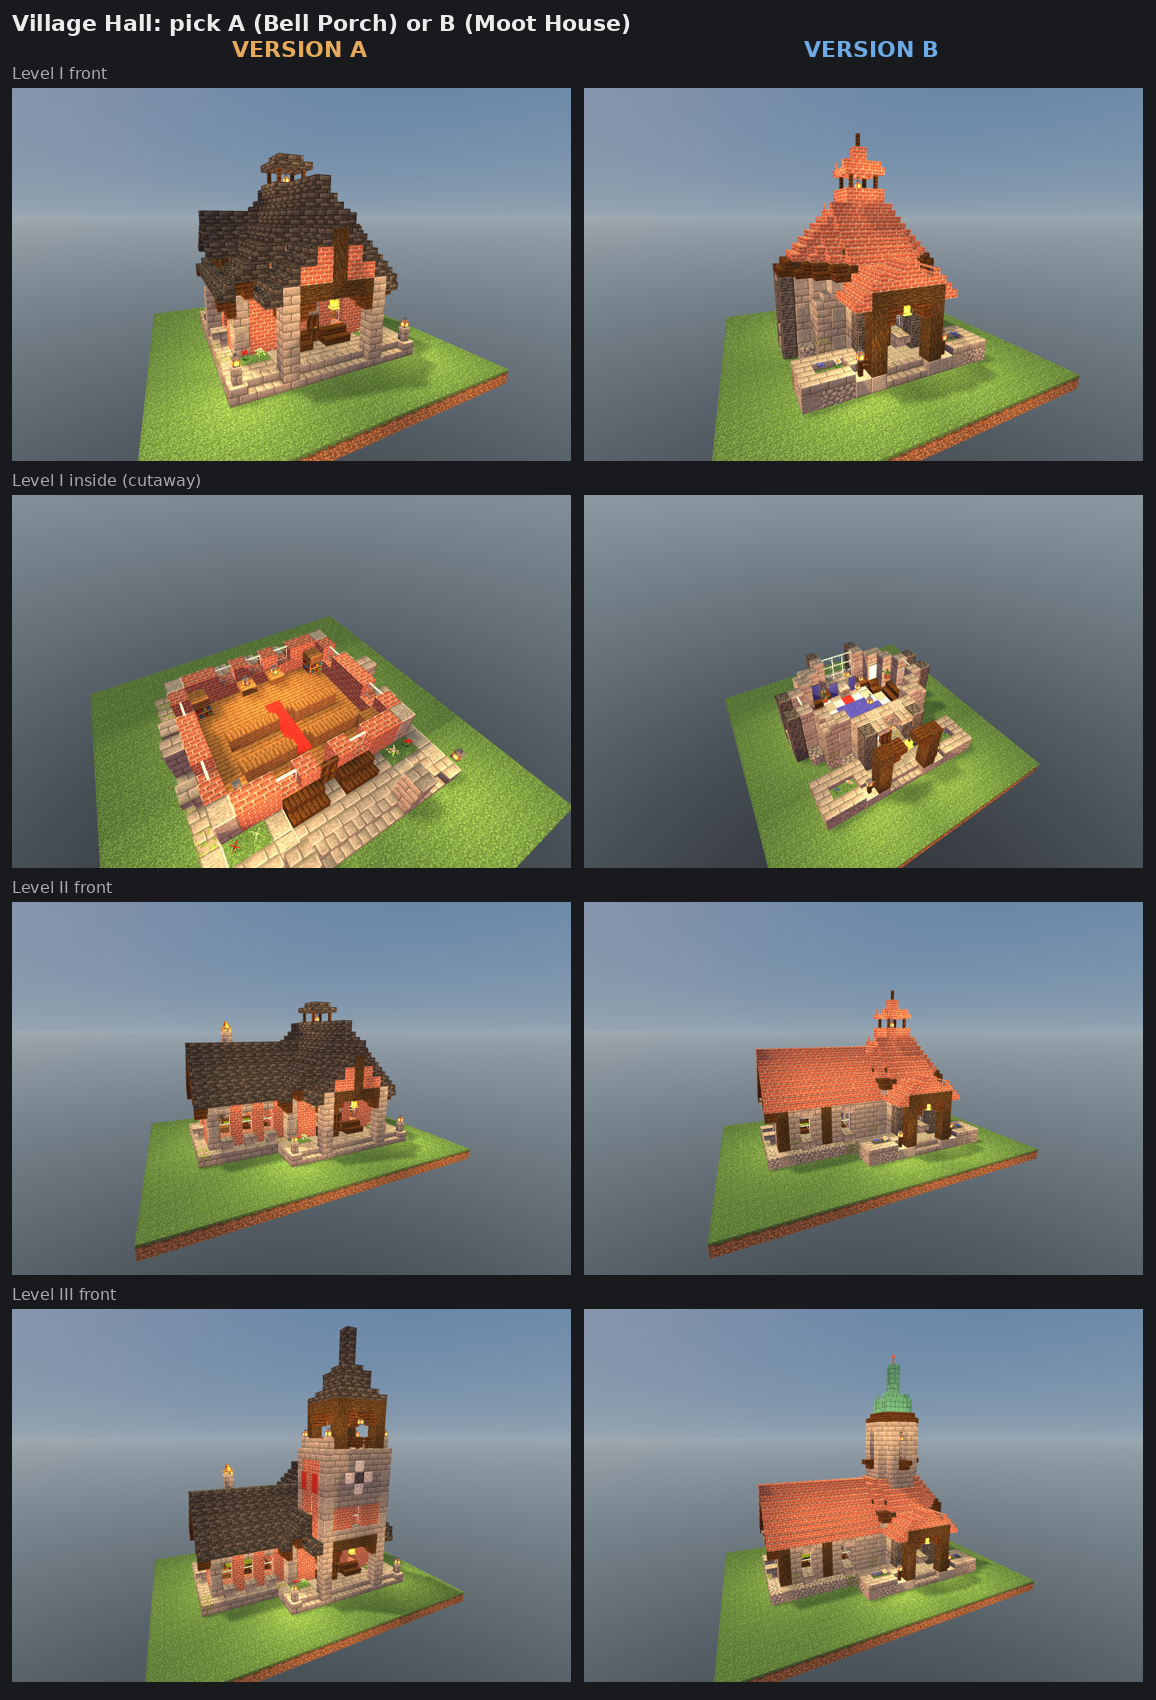 Village Hall: pick A (Bell Porch) or B (Moot House)
VERSION A
VERSION B
Level I front
Level I inside (cutaway)
Level II front
Level III front